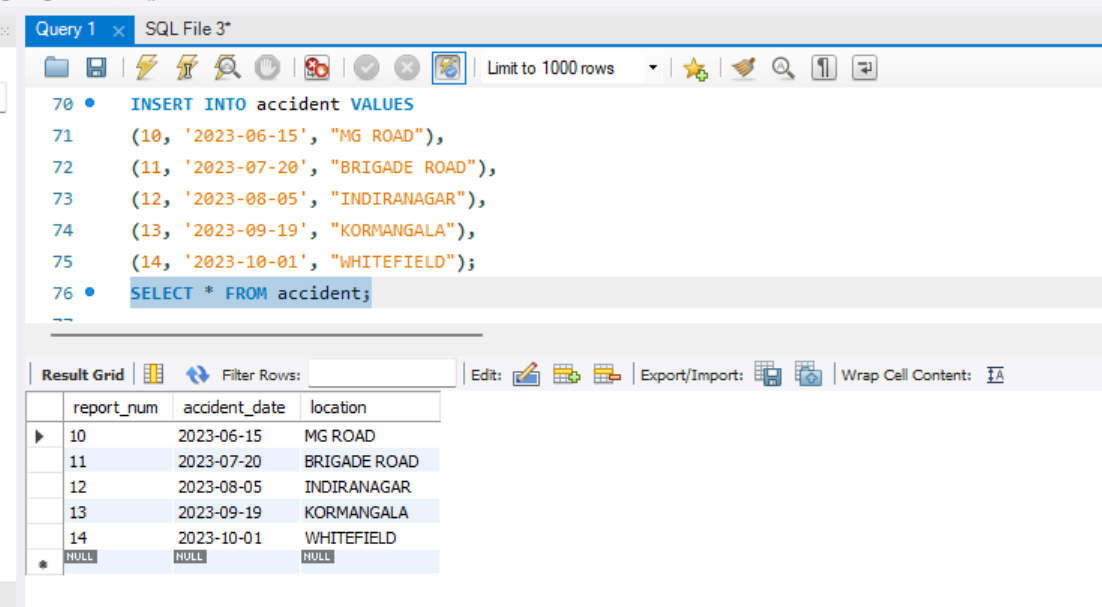 Query 1 × SQL File 3*
Limit to 1000 rows
70 INSERT INTO accident VALUES
71 (10, '2023-06-15', "MG ROAD"),
72 (11, '2023-07-20', "BRIGADE ROAD"),
73 (12, '2023-08-05', "INDIRANAGAR"),
74 (13, '2023-09-19', "KORMANGALA"),
75 (14, '2023-10-01', "WHITEFIELD");
76 SELECT * FROM accident;
Result Grid Filter Rows: Edit: Export/Import: Wrap Cell Content:
report_num accident_date location
10 2023-06-15 MG ROAD
11 2023-07-20 BRIGADE ROAD
12 2023-08-05 INDIRANAGAR
13 2023-09-19 KORMANGALA
14 2023-10-01 WHITEFIELD
NULL NULL NULL